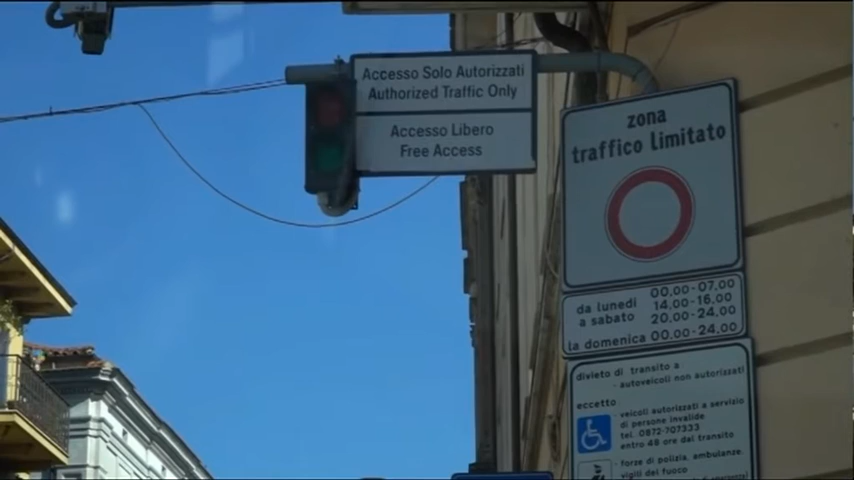 Accesso Solo Autorizzati
Authorized Traffic Only
Accesso Libero
Free Access
zona
traffico limitato
da lunedì 00.00-07.00
a sabato 14.00-16.00
20.00-24.00
la domenica 00.00-24.00
divieto di transito a
- autoveicoli non autorizzati
eccetto
- veicoli autorizzati a servizio
di persone invalide
tel. 0872-707333
entro 48 ore dal transito
- forze di polizia, ambulanze,
vigili del fuoco